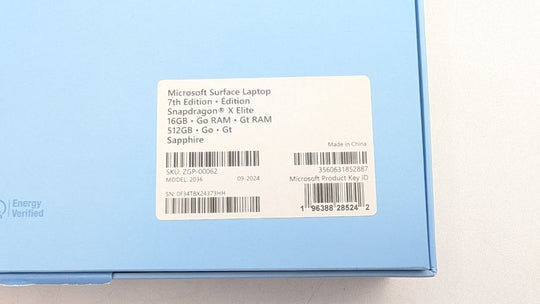 Microsoft Surface Laptop
7th Edition • Édition
Snapdragon® X Elite
16GB • Go RAM • Gt RAM
512GB • Go • Gt
Sapphire
Made in China
SKU: ZGP-00062
3560631852887
MODEL: 2036 09-2024
Microsoft Product Key ID
SN: 0F34TBX24373HH
1 96388 28524 2
Energy
Verified